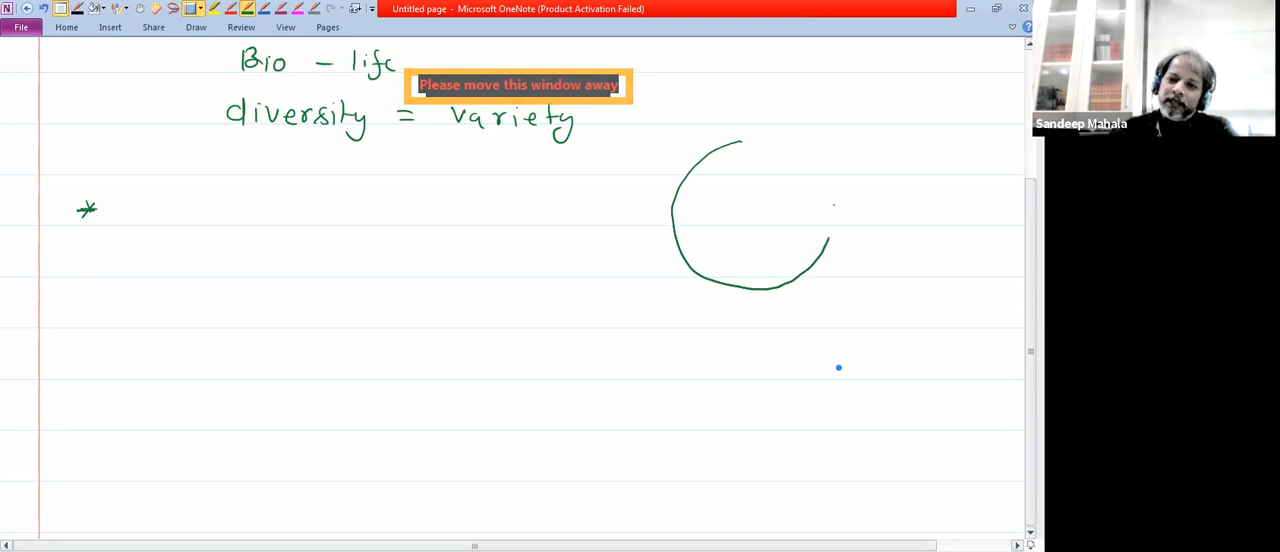 Untitled page - Microsoft OneNote (Product Activation Failed)
File Home Insert Share Draw Review View Pages
Bio - life
Please move this window away
diversity = variety
Sandeep Mahala
*